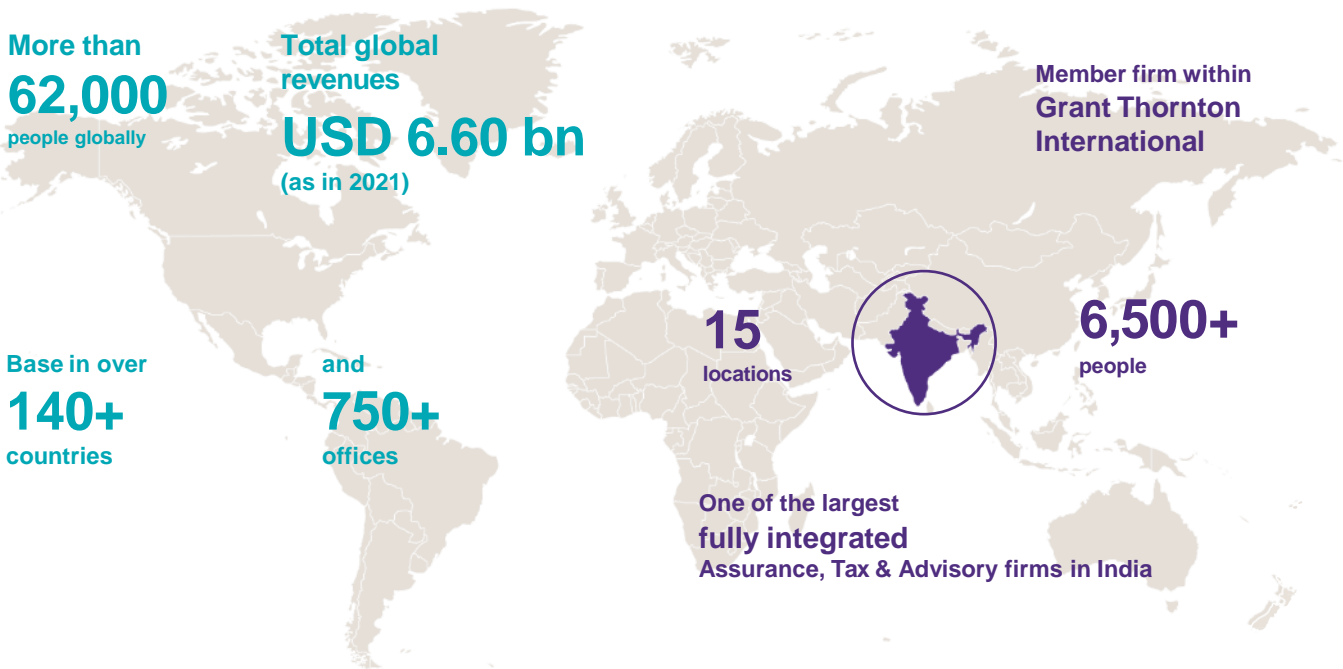 More than
62,000
people globally
Total global
revenues
USD 6.60 bn
(as in 2021)
Member firm within
Grant Thornton
International
Base in over
140+
countries
and
750+
offices
15
locations
6,500+
people
One of the largest
fully integrated
Assurance, Tax & Advisory firms in India